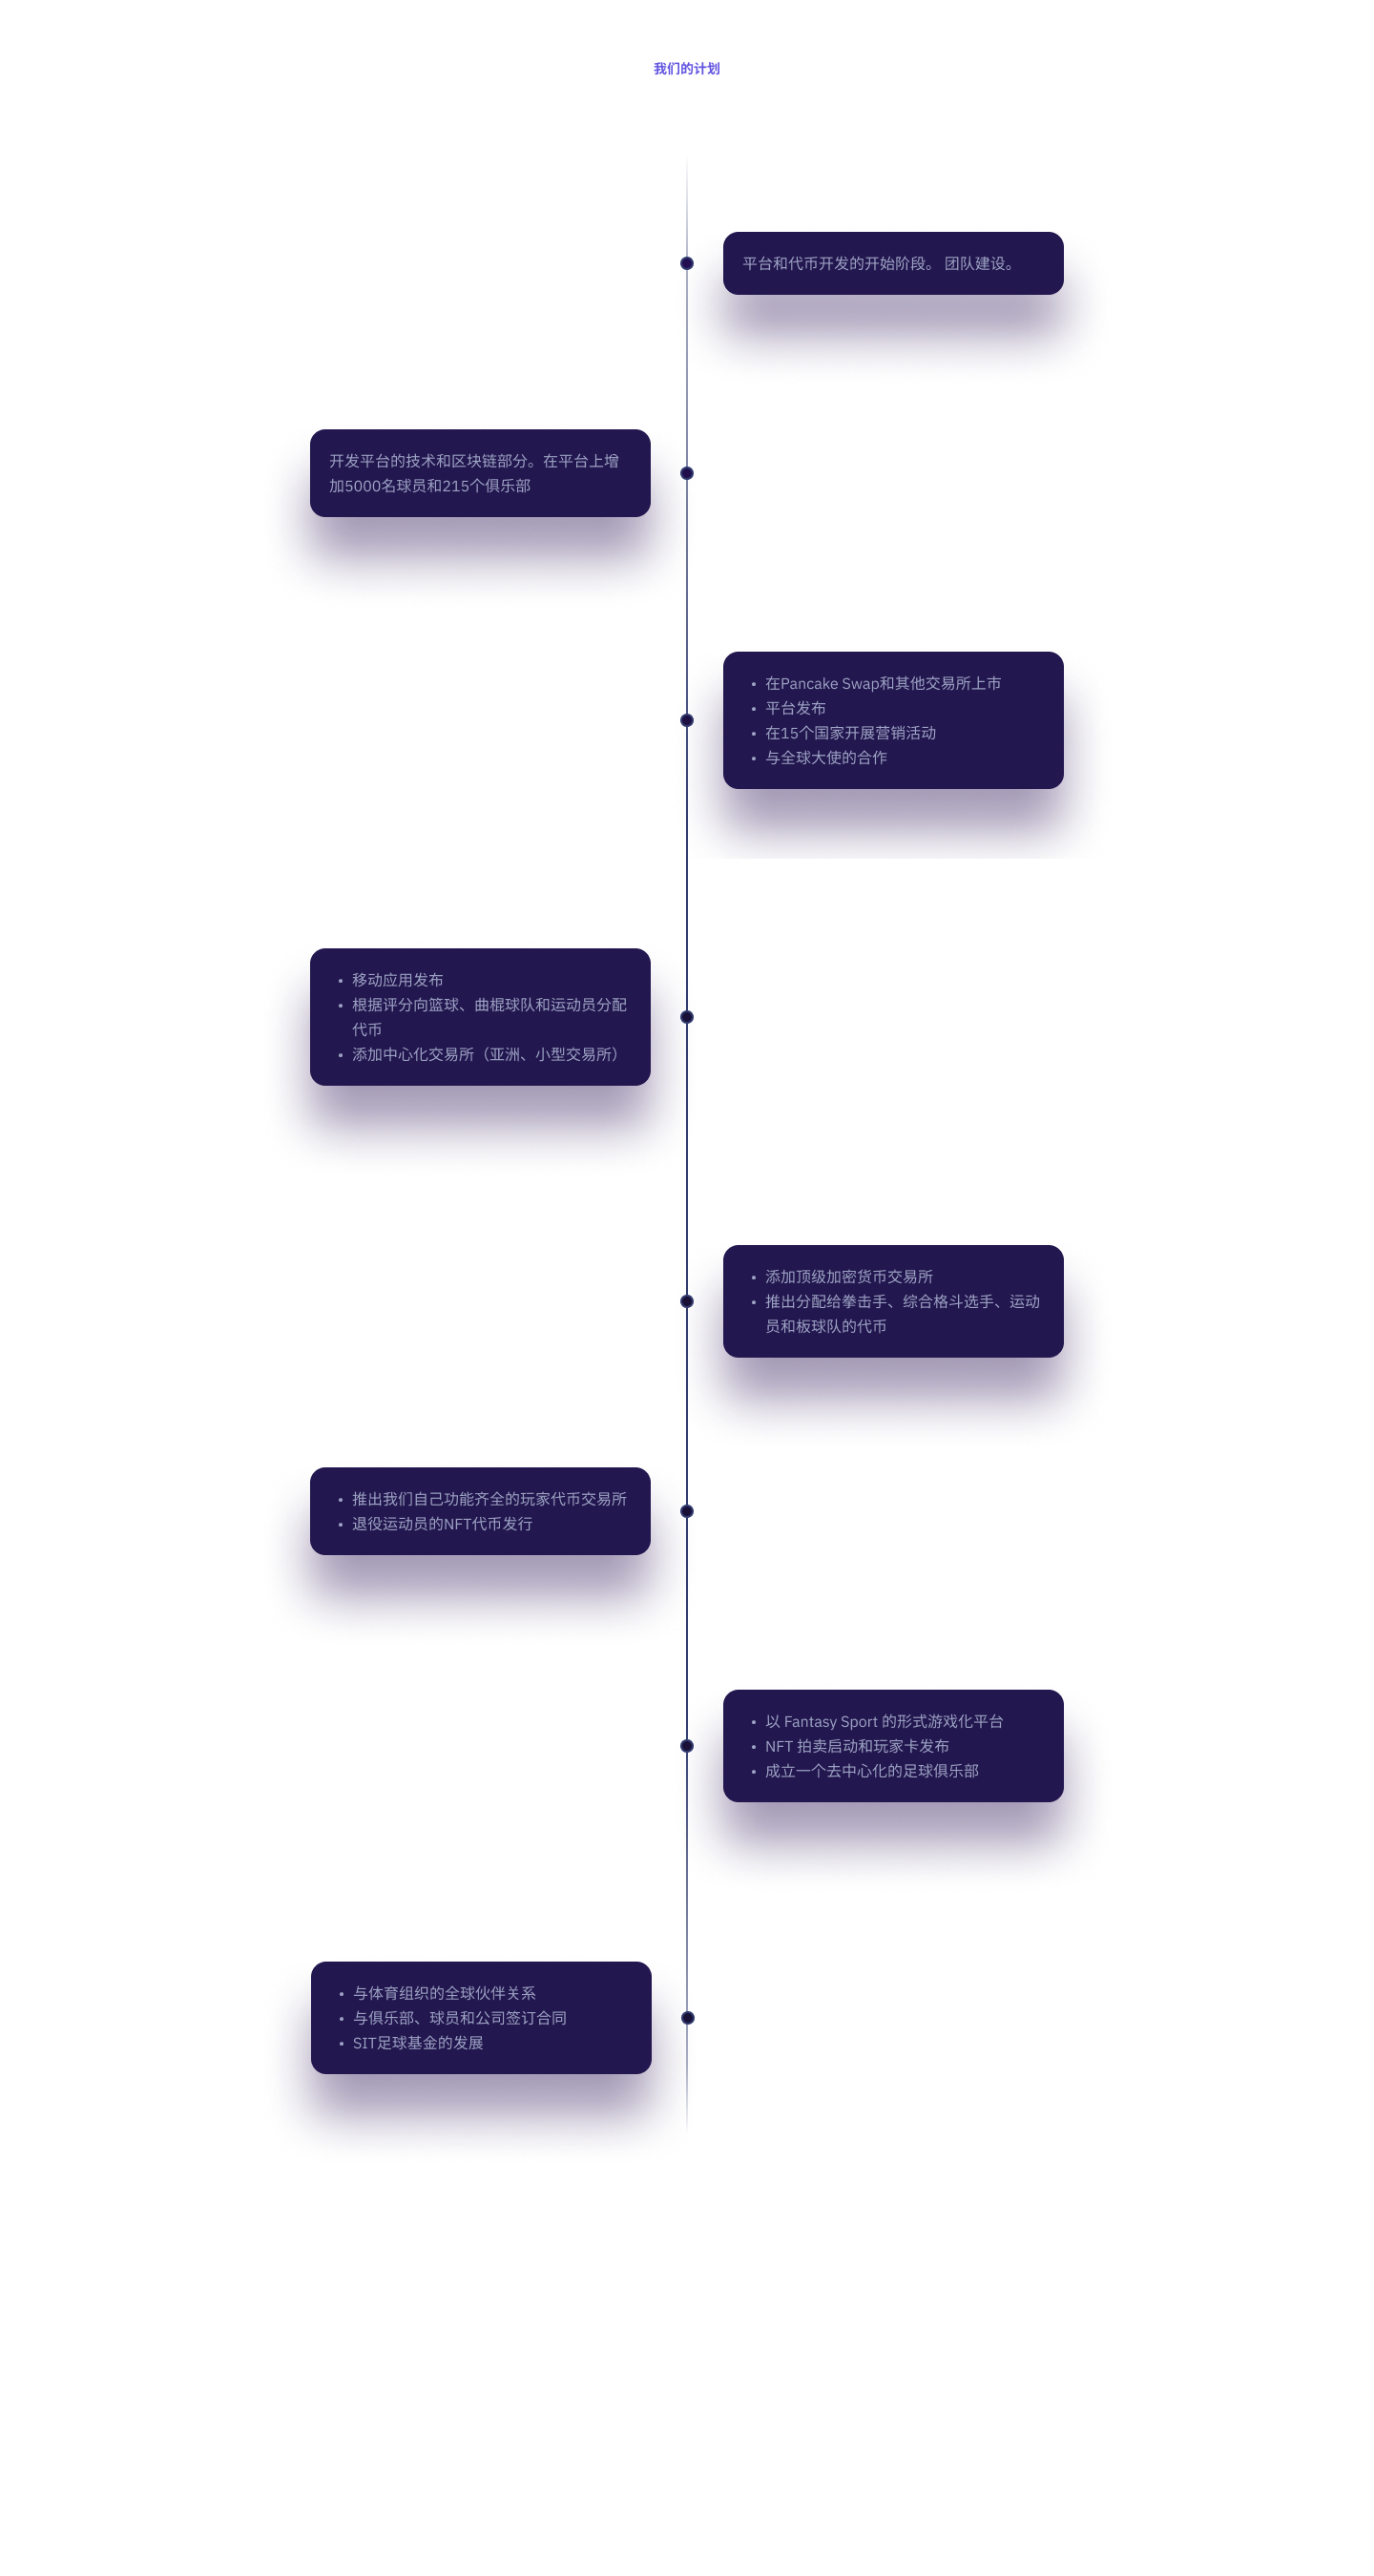 我们的计划
平台和代币开发的开始阶段。 团队建设。
开发平台的技术和区块链部分。在平台上增
加5000名球员和215个俱乐部
• 在Pancake Swap和其他交易所上市
• 平台发布
• 在15个国家开展营销活动
• 与全球大使的合作
• 移动应用发布
• 根据评分向篮球、曲棍球队和运动员分配
代币
• 添加中心化交易所（亚洲、小型交易所）
• 添加顶级加密货币交易所
• 推出分配给拳击手、综合格斗选手、运动
员和板球队的代币
• 推出我们自己功能齐全的玩家代币交易所
• 退役运动员的NFT代币发行
• 以 Fantasy Sport 的形式游戏化平台
• NFT 拍卖启动和玩家卡发布
• 成立一个去中心化的足球俱乐部
• 与体育组织的全球伙伴关系
• 与俱乐部、球员和公司签订合同
• SIT足球基金的发展